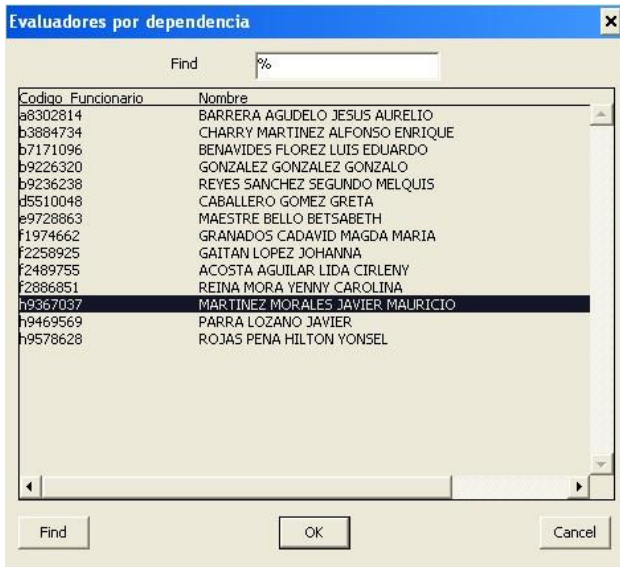 Evaluadores por dependencia
Find %
Codigo Funcionario Nombre
a8302814 BARRERA AGUDELO JESUS AURELIO
b3884734 CHARRY MARTINEZ ALFONSO ENRIQUE
b7171096 BENAVIDES FLOREZ LUIS EDUARDO
b9226320 GONZALEZ GONZALEZ GONZALO
b9236238 REYES SANCHEZ SEGUNDO MELQUIS
d5510048 CABALLERO GOMEZ GRETA
e9728863 MAESTRE BELLO BETSABETH
f1974662 GRANADOS CADAVID MAGDA MARIA
f2258925 GAITAN LOPEZ JOHANNA
f2489755 ACOSTA AGUILAR LIDA CIRLENY
f2886851 REINA MORA YENNY CAROLINA
h9367037 MARTINEZ MORALES JAVIER MAURICIO
h9469569 PARRA LOZANO JAVIER
h9578628 ROJAS PENA HILTON YONSEL
Find OK Cancel